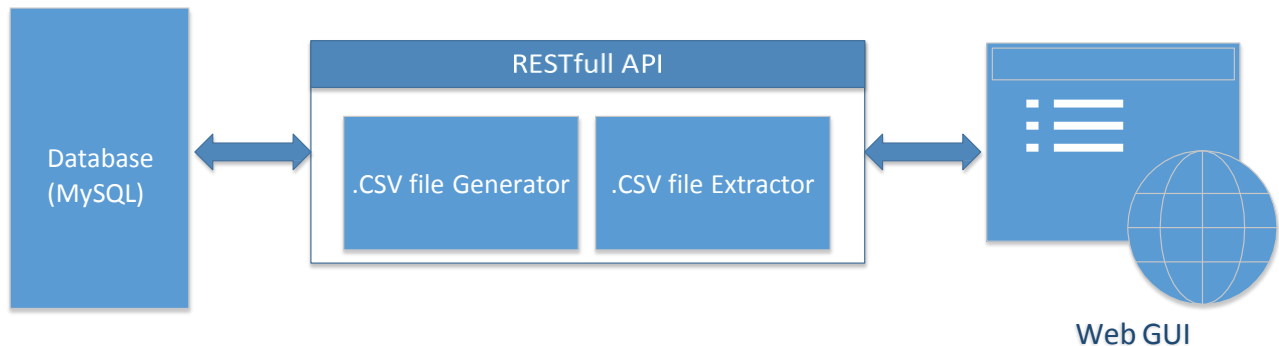 RESTfull API
Database
(MySQL)
.CSV file Generator
.CSV file Extractor
Web GUI